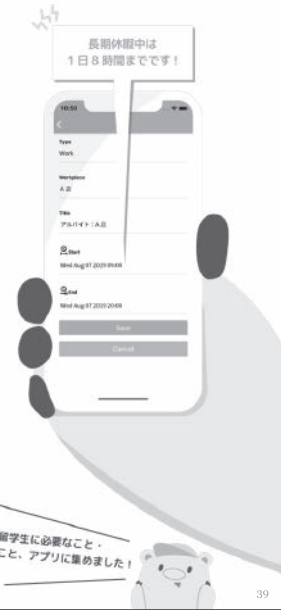 長期休暇中は
1日8時間までです！
10:50
Type
Work
Workplace
A店
Title
アルバイト：A店
Start
Wed Aug 07 2019 09:00
End
Wed Aug 07 2019 20:00
Save
Cancel
留学生に必要なこと・
こと、アプリに集めました！
39